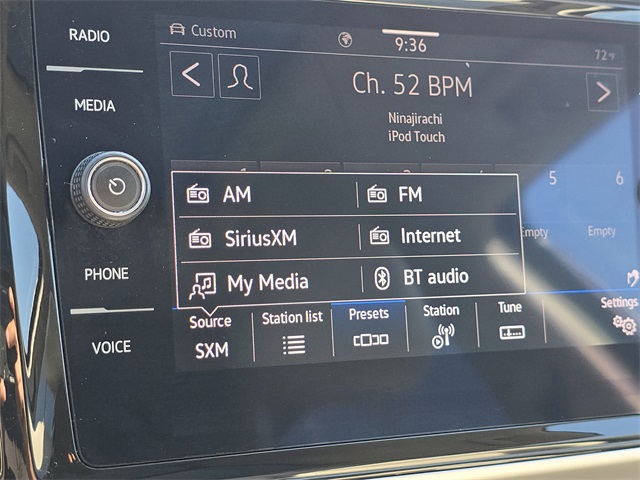 RADIO
MEDIA
PHONE
VOICE
Custom
9:36
72°F
Ch. 52 BPM
Ninajirachi
iPod Touch
5 6
Empty Empty
AM FM
SiriusXM Internet
My Media BT audio
Source Station list Presets Station Tune Settings
SXM